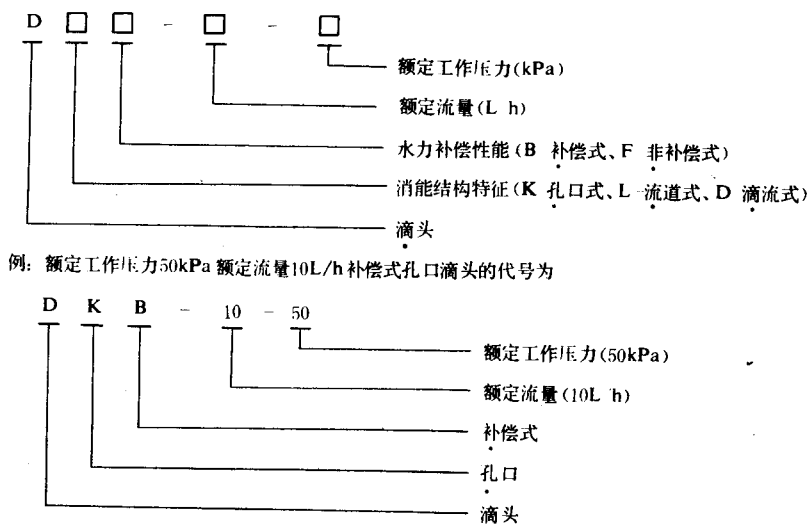 D □ □ - □ - □
额定工作压力(kPa)
额定流量(L h)
水力补偿性能(B 补偿式、F 非补偿式)
消能结构特征(K 孔口式、L 流道式、D 滴流式)
滴头
例：额定工作压力50kPa 额定流量10L/h 补偿式孔口滴头的代号为
D K B - 10 - 50
额定工作压力(50kPa)
额定流量(10L h)
补偿式
孔口
滴头